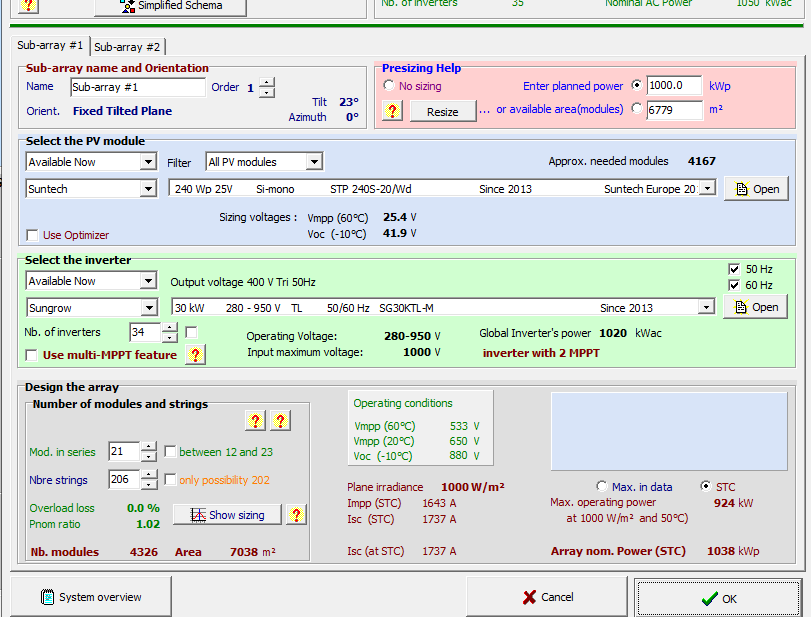 ? Simplified Schema Nb. of inverters 35 Nominal AC Power 1050 kWac
Sub-array #1 Sub-array #2
Sub-array name and Orientation
Name Sub-array #1 Order 1
Tilt 23°
Orient. Fixed Tilted Plane Azimuth 0°
Presizing Help
No sizing Enter planned power 1000.0 kWp
? Resize ... or available area(modules) 6779 m²
Select the PV module
Available Now Filter All PV modules Approx. needed modules 4167
Suntech 240 Wp 25V Si-mono STP 240S-20/Wd Since 2013 Suntech Europe 20 Open
Sizing voltages : Vmpp (60°C) 25.4 V
Use Optimizer Voc (-10°C) 41.9 V
Select the inverter
Available Now Output voltage 400 V Tri 50Hz 50 Hz
60 Hz
Sungrow 30 kW 280 - 950 V TL 50/60 Hz SG30KTL-M Since 2013 Open
Nb. of inverters 34 Operating Voltage: 280-950 V Global Inverter's power 1020 kWac
Use multi-MPPT feature ? Input maximum voltage: 1000 V inverter with 2 MPPT
Design the array
Number of modules and strings
? ?
Mod. in series 21 between 12 and 23
Nbre strings 206 only possibility 202
Overload loss 0.0 %
Pnom ratio 1.02 Show sizing ?
Nb. modules 4326 Area 7038 m²
Operating conditions
Vmpp (60°C) 533 V
Vmpp (20°C) 650 V
Voc (-10°C) 880 V
Plane irradiance 1000 W/m²
Impp (STC) 1643 A
Isc (STC) 1737 A
Isc (at STC) 1737 A
Max. in data STC
Max. operating power 924 kW
at 1000 W/m² and 50°C)
Array nom. Power (STC) 1038 kWp
System overview Cancel OK